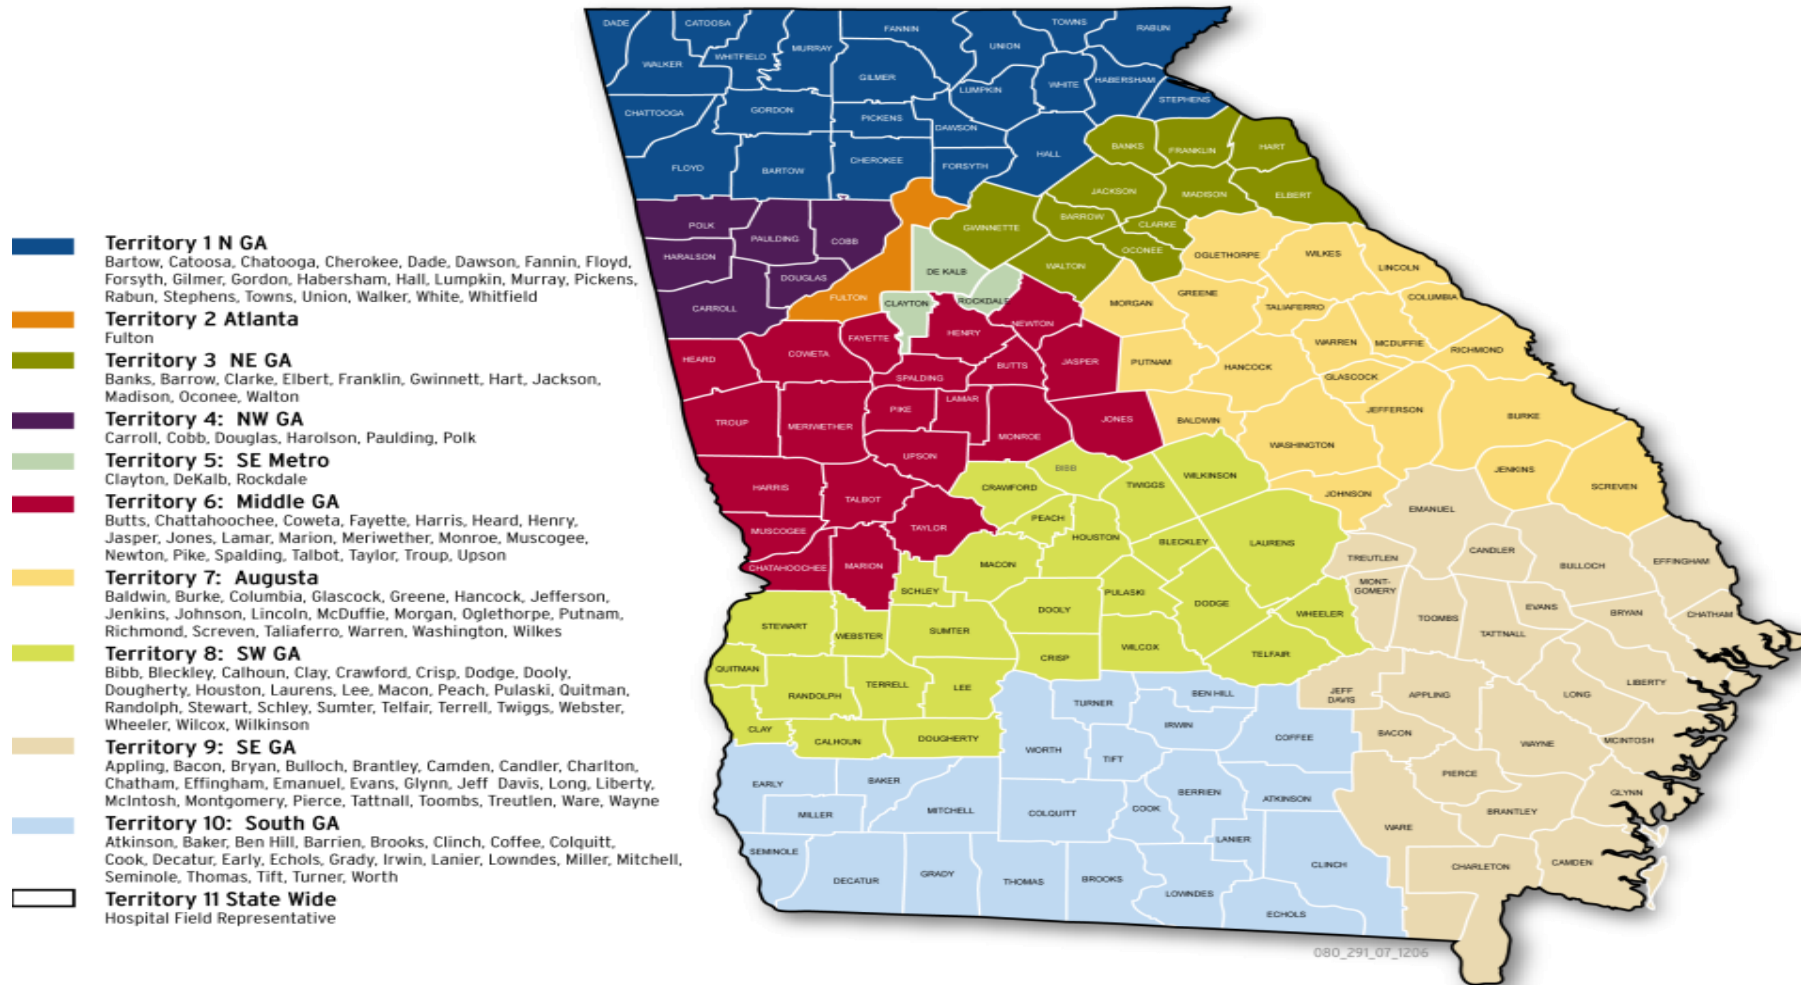 Territory 1 N GA
Bartow, Catoosa, Chatooga, Cherokee, Dade, Dawson, Fannin, Floyd,
Forsyth, Gilmer, Gordon, Habersham, Hall, Lumpkin, Murray, Pickens,
Rabun, Stephens, Towns, Union, Walker, White, Whitfield
Territory 2 Atlanta
Fulton
Territory 3 NE GA
Banks, Barrow, Clarke, Elbert, Franklin, Gwinnett, Hart, Jackson,
Madison, Oconee, Walton
Territory 4: NW GA
Carroll, Cobb, Douglas, Harolson, Paulding, Polk
Territory 5: SE Metro
Clayton, DeKalb, Rockdale
Territory 6: Middle GA
Butts, Chattahoochee, Coweta, Fayette, Harris, Heard, Henry,
Jasper, Jones, Lamar, Marion, Meriwether, Monroe, Muscogee,
Newton, Pike, Spalding, Talbot, Taylor, Troup, Upson
Territory 7: Augusta
Baldwin, Burke, Columbia, Glascock, Greene, Hancock, Jefferson,
Jenkins, Johnson, Lincoln, McDuffie, Morgan, Oglethorpe, Putnam,
Richmond, Screven, Taliaferro, Warren, Washington, Wilkes
Territory 8: SW GA
Bibb, Bleckley, Calhoun, Clay, Crawford, Crisp, Dodge, Dooly,
Dougherty, Houston, Laurens, Lee, Macon, Peach, Pulaski, Quitman,
Randolph, Stewart, Schley, Sumter, Telfair, Terrell, Twiggs, Webster,
Wheeler, Wilcox, Wilkinson
Territory 9: SE GA
Appling, Bacon, Bryan, Bulloch, Brantley, Camden, Candler, Charlton,
Chatham, Effingham, Emanuel, Evans, Glynn, Jeff Davis, Long, Liberty,
McIntosh, Montgomery, Pierce, Tattnall, Toombs, Treutlen, Ware, Wayne
Territory 10: South GA
Atkinson, Baker, Ben Hill, Barrien, Brooks, Clinch, Coffee, Colquitt,
Cook, Decatur, Early, Echols, Grady, Irwin, Lanier, Lowndes, Miller, Mitchell,
Seminole, Thomas, Tift, Turner, Worth
Territory 11 State Wide
Hospital Field Representative
DADE
CATOOSA
FANNIN
TOWNS
RABUN
WALKER
WHITFIELD
MURRAY
UNION
GILMER
LUMPKIN
WHITE
HABERSHAM
STEPHENS
CHATTOOGA
GORDON
PICKENS
DAWSON
FLOYD
BARTOW
CHEROKEE
FORSYTH
HALL
BANKS
FRANKLIN
HART
JACKSON
MADISON
ELBERT
POLK
PAULDING
COBB
GWINNETTE
BARROW
CLARKE
OCONEE
WALTON
HARALSON
DOUGLAS
CARROLL
FULTON
DE KALB
CLAYTON
ROCKDALE
OGLETHORPE
WILKES
LINCOLN
MORGAN
GREENE
TALIAFERRO
COLUMBIA
HEARD
COWETA
FAYETTE
HENRY
NEWTON
SPALDING
BUTTS
JASPER
PUTNAM
HANCOCK
WARREN
MCDUFFIE
RICHMOND
GLASCOCK
TROUP
MERIWETHER
PIKE
LAMAR
MONROE
JONES
BALDWIN
WASHINGTON
JEFFERSON
BURKE
UPSON
HARRIS
TALBOT
CRAWFORD
BIBB
TWIGGS
WILKINSON
JOHNSON
JENKINS
SCREVEN
MUSCOGEE
TAYLOR
PEACH
HOUSTON
BLECKLEY
LAURENS
EMANUEL
CHATAHOOCHEE
MARION
MACON
TREUTLEN
CANDLER
BULLOCH
EFFINGHAM
SCHLEY
DOOLY
PULASKI
DODGE
WHEELER
MONT-
GOMERY
TOOMBS
EVANS
TATTNALL
BRYAN
CHATHAM
STEWART
WEBSTER
SUMTER
CRISP
WILCOX
TELFAIR
QUITMAN
RANDOLPH
TERRELL
LEE
TURNER
BEN HILL
JEFF
DAVIS
APPLING
LONG
LIBERTY
CLAY
CALHOUN
DOUGHERTY
WORTH
TIFT
IRWIN
COFFEE
BACON
WAYNE
MCINTOSH
EARLY
BAKER
MILLER
MITCHELL
COLQUITT
COOK
BERRIEN
ATKINSON
PIERCE
BRANTLEY
GLYNN
WARE
SEMINOLE
DECATUR
GRADY
THOMAS
BROOKS
LANIER
LOWNDES
CLINCH
ECHOLS
CHARLETON
CAMDEN
080_291_07_1206